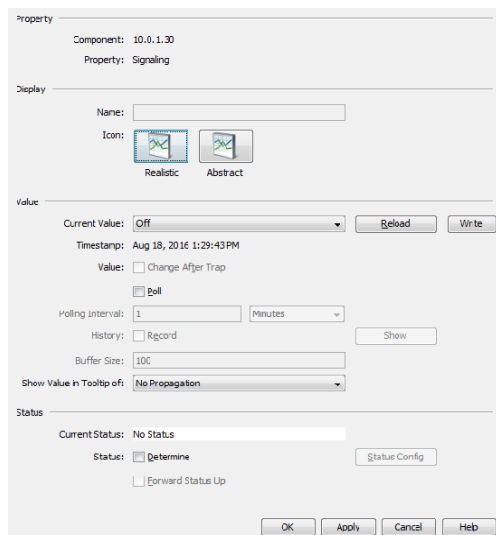 Property
Component: 10.0.1.30
Property: Signaling
Display
Name:
Icon:
Realistic Abstract
Value
Current Value: Off Reload Write
Timestamp: Aug 18, 2016 1:29:43 PM
Value: Change After Trap
Poll
Polling Interval: 1 Minutes
History: Record Show
Buffer Size: 100
Show Value in Tooltip of: No Propagation
Status
Current Status: No Status
Status: Determine Status Config
Forward Status Up
OK Apply Cancel Help